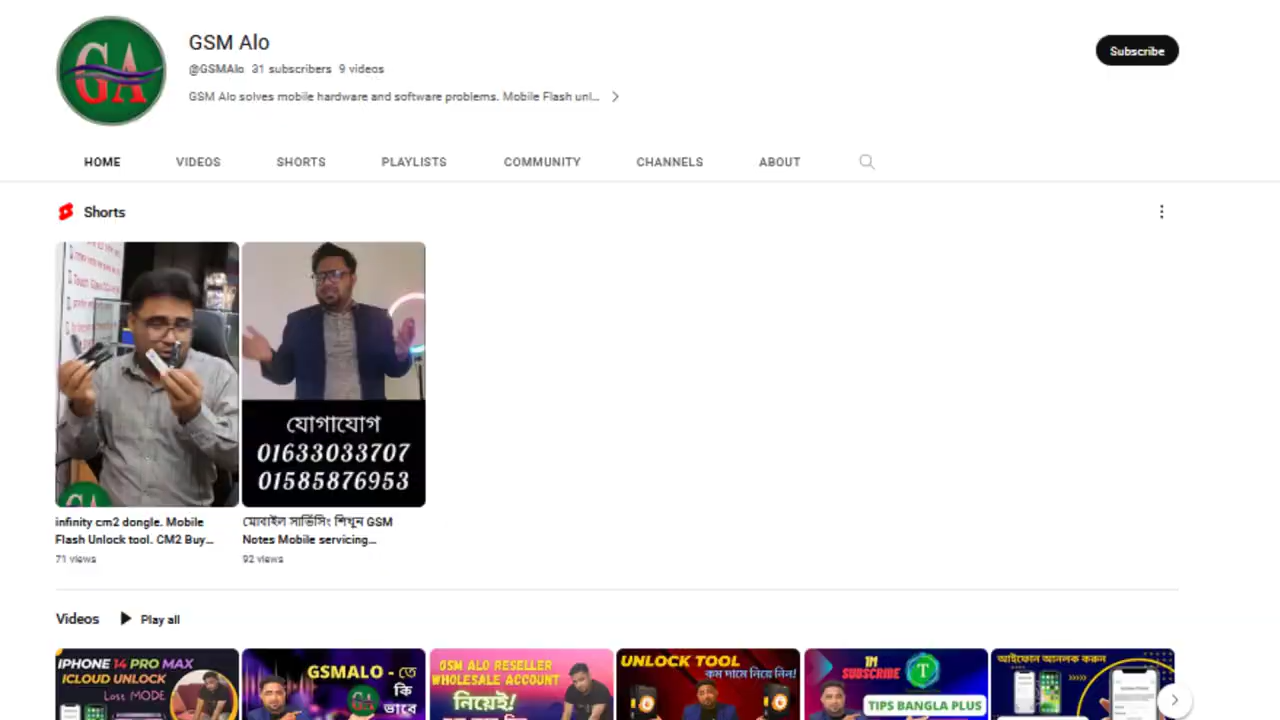 GA
GSM Alo
@GSMAlo 31 subscribers 9 videos
GSM Alo solves mobile hardware and software problems. Mobile Flash unl...
Subscribe
HOME VIDEOS SHORTS PLAYLISTS COMMUNITY CHANNELS ABOUT
Shorts
GA
যোগাযোগ
01633033707
01585876953
infinity cm2 dongle. Mobile
Flash Unlock tool. CM2 Buy...
71 views
মোবাইল সার্ভিসিং শিখুন GSM
Notes Mobile servicing...
92 views
Videos Play all
IPHONE 14 PRO MAX
ICLOUD UNLOCK
Loss MODE
GSMALO - তে
কি
ভাবে
GA
GSM ALO RESELLER
WHOLESALE ACCOUNT
নিয়েই!
UNLOCK TOOL
কম দামে নিয়ে নিন!
1M
SUBSCRIBE
T
TIPS BANGLA PLUS
আইফোন আনলক করুন